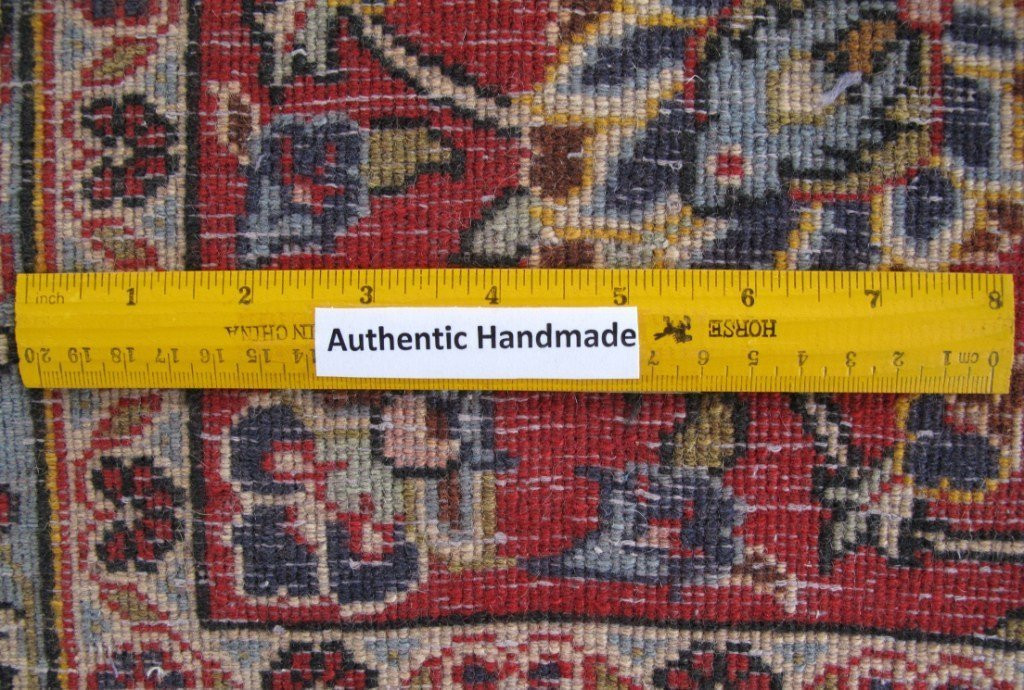 inch 1 2 3 4 5 6 7 8
Authentic Handmade
IN CHINA
HORSE
20 19 18 17 16 15 14 7 6 5 4 3 2 1 cm 0